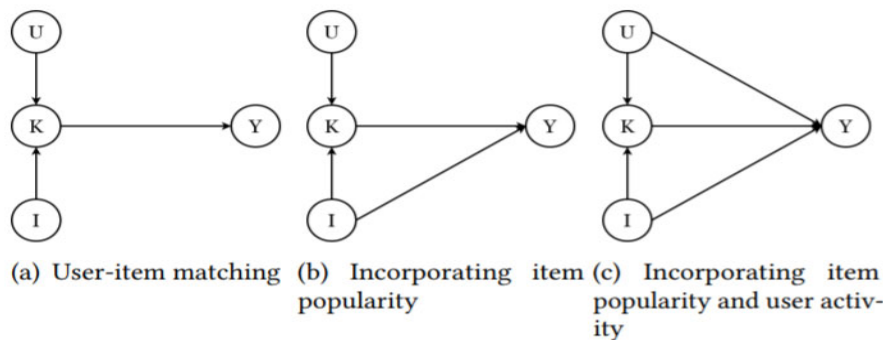 U
K
Y
I
U
K
Y
I
U
K
Y
I
(a) User-item matching
(b) Incorporating item
popularity
(c) Incorporating item
popularity and user activ-
ity